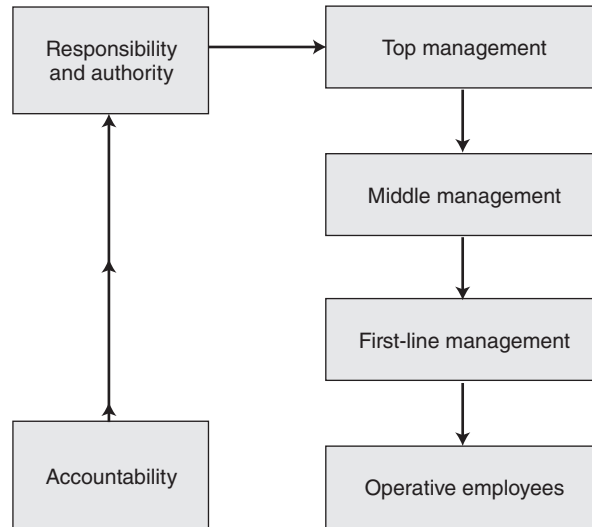 Responsibility
and authority
Top management
Middle management
First-line management
Accountability
Operative employees